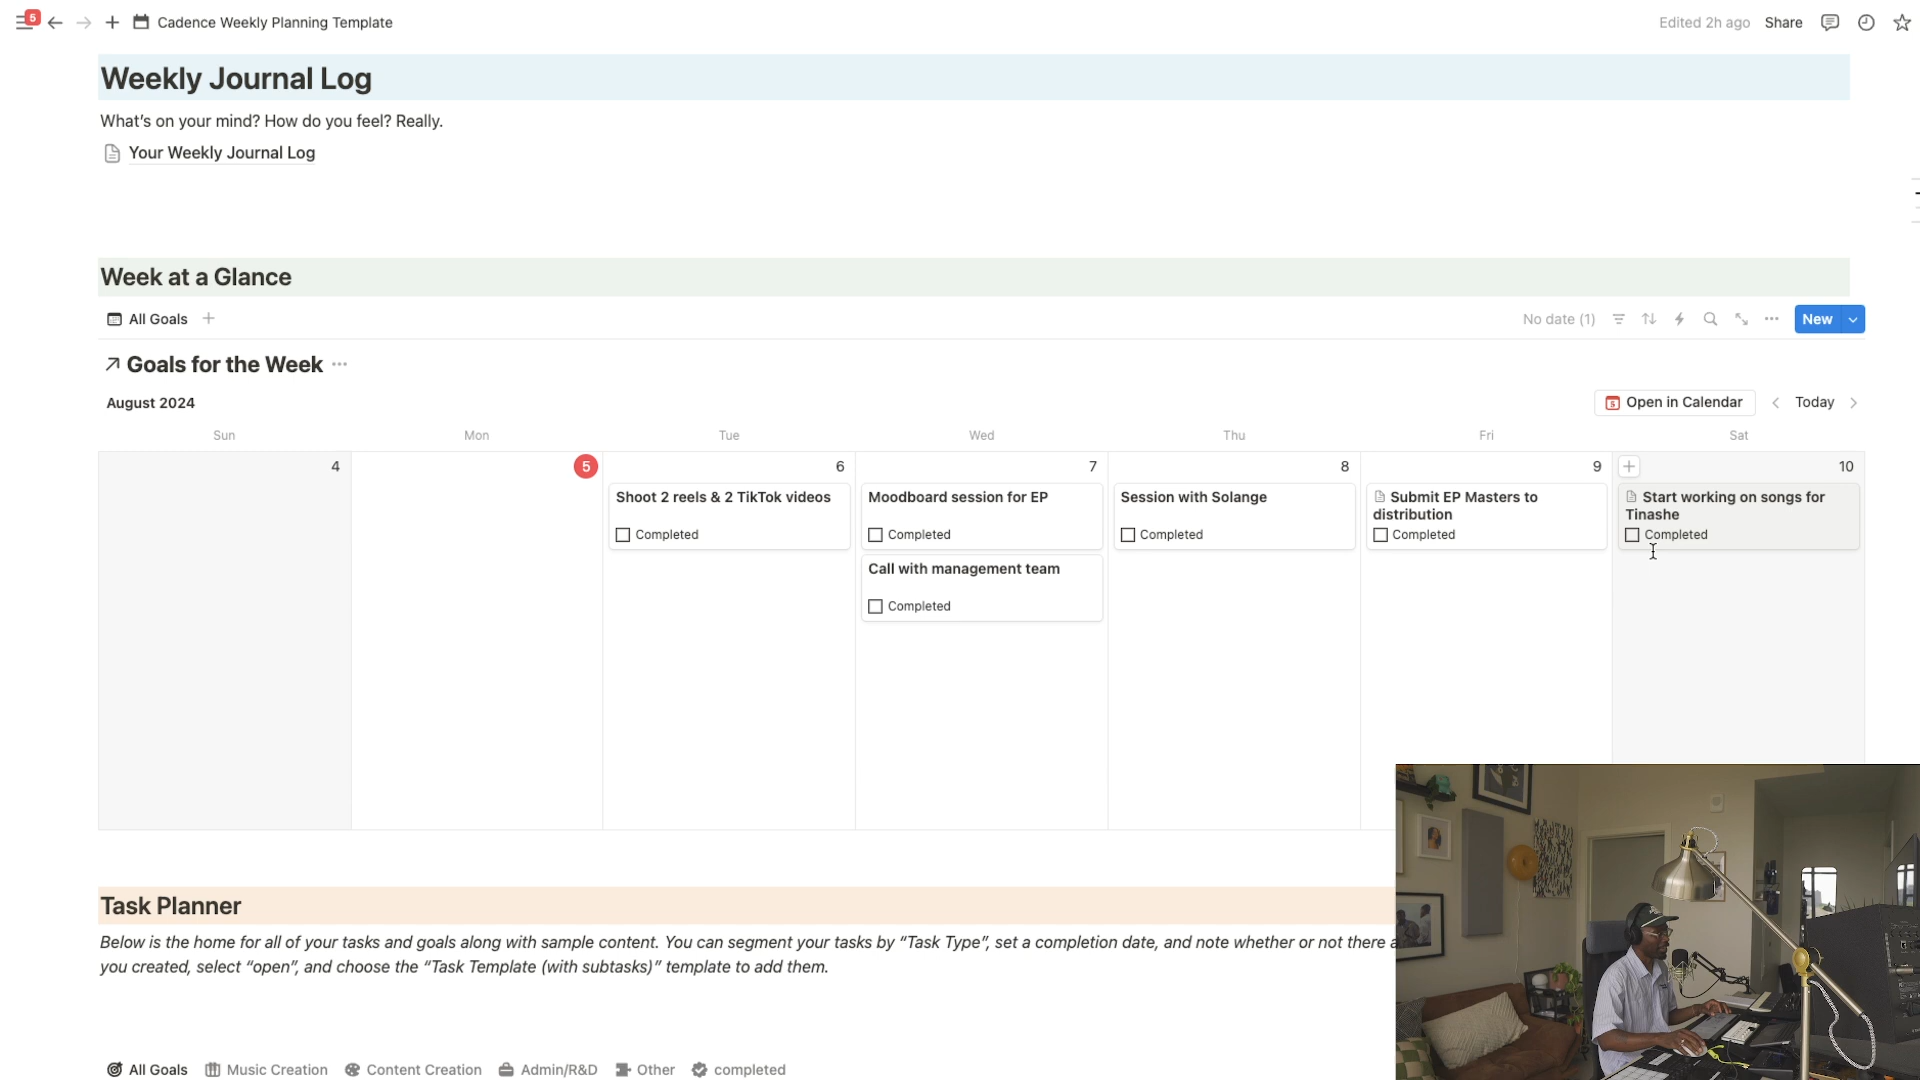 5
Cadence Weekly Planning Template
Edited 2h ago Share
Weekly Journal Log
What's on your mind? How do you feel? Really.
Your Weekly Journal Log
Week at a Glance
All Goals
No date (1)
New
Goals for the Week
August 2024
5 Open in Calendar
Today
Sun Mon Tue Wed Thu Fri Sat
4 5 6 7 8 9 10
Shoot 2 reels & 2 TikTok videos
Completed
Moodboard session for EP
Completed
Call with management team
Completed
Session with Solange
Completed
Submit EP Masters to
distribution
Completed
Start working on songs for
Tinashe
Completed
Task Planner
Below is the home for all of your tasks and goals along with sample content. You can segment your tasks by “Task Type”, set a completion date, and note whether or not there
you created, select “open”, and choose the “Task Template (with subtasks)” template to add them.
All Goals Music Creation Content Creation Admin/R&D Other completed